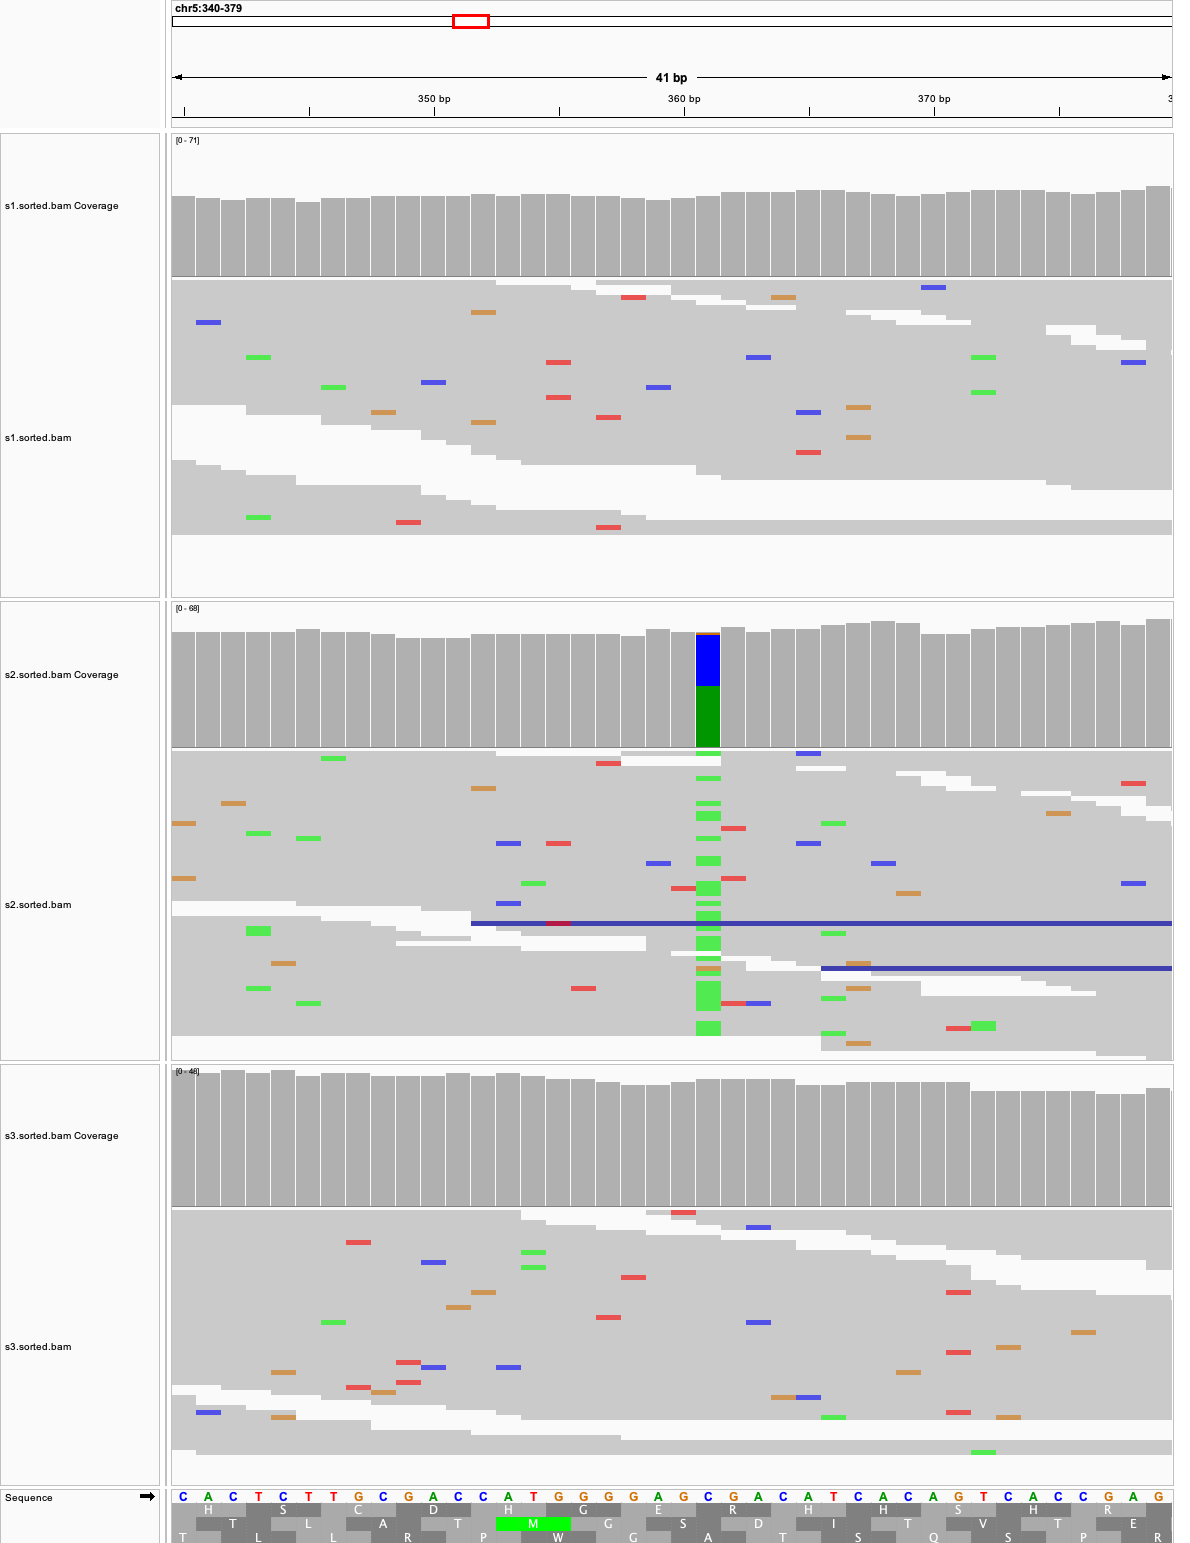 chr5:340-379
41 bp
350 bp 360 bp 370 bp 3
[0 - 71]
s1.sorted.bam Coverage
s1.sorted.bam
[0 - 68]
s2.sorted.bam Coverage
s2.sorted.bam
[0 - 48]
s3.sorted.bam Coverage
s3.sorted.bam
Sequence C A C T C T T G C G A C C A T G G G G A G C G A C A T C A C A G T C A C C G A G
H S C D H G E R H H S H R
T L A T M G S D I T V T E
T L L R P W G A T S Q S P R